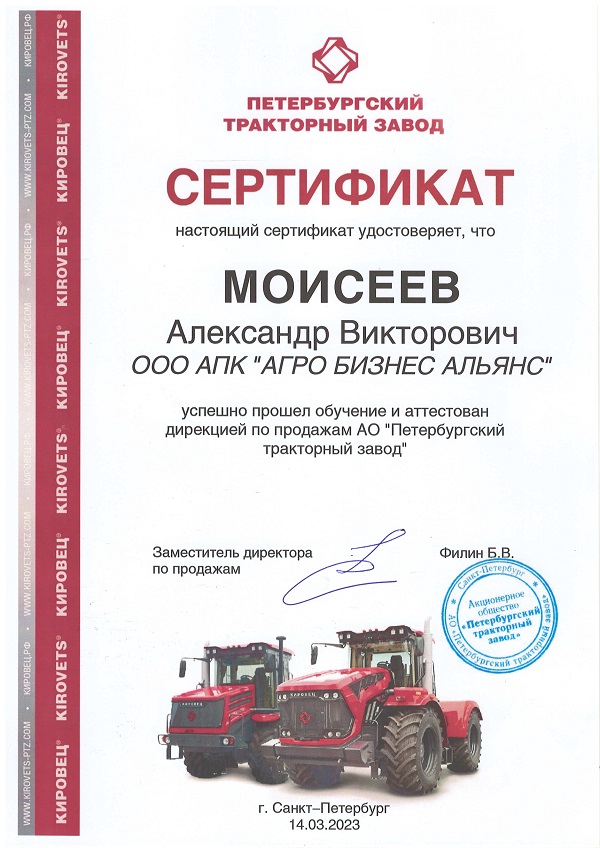 ПЕТЕРБУРГСКИЙ
ТРАКТОРНЫЙ ЗАВОД
СЕРТИФИКАТ
настоящий сертификат удостоверяет, что
МОИСЕЕВ
Александр Викторович
ООО АПК "АГРО БИЗНЕС АЛЬЯНС"
успешно прошел обучение и аттестован
дирекцией по продажам АО "Петербургский
тракторный завод"
Заместитель директора
по продажам
Филин Б.В.
Санкт-Петербург
Акционерное
общество
«Петербургский
тракторный
завод»
АО «Петербургский тракторный завод»
КИРОВЕЦ
КИРОВЕЦ
г. Санкт–Петербург
14.03.2023
WWW.KIROVETS-PTZ.COM • КИРОВЕЦ.РФ • WWW.KIROVETS-PTZ.COM • КИРОВЕЦ.РФ • WWW.KIROVETS-PTZ.COM • КИРОВЕЦ.РФ • WWW.KIROVETS-PTZ.COM • КИРОВЕЦ.РФ
КИРОВЕЦ® KIROVETS® КИРОВЕЦ® KIROVETS® КИРОВЕЦ® KIROVETS® КИРОВЕЦ® KIROVETS®